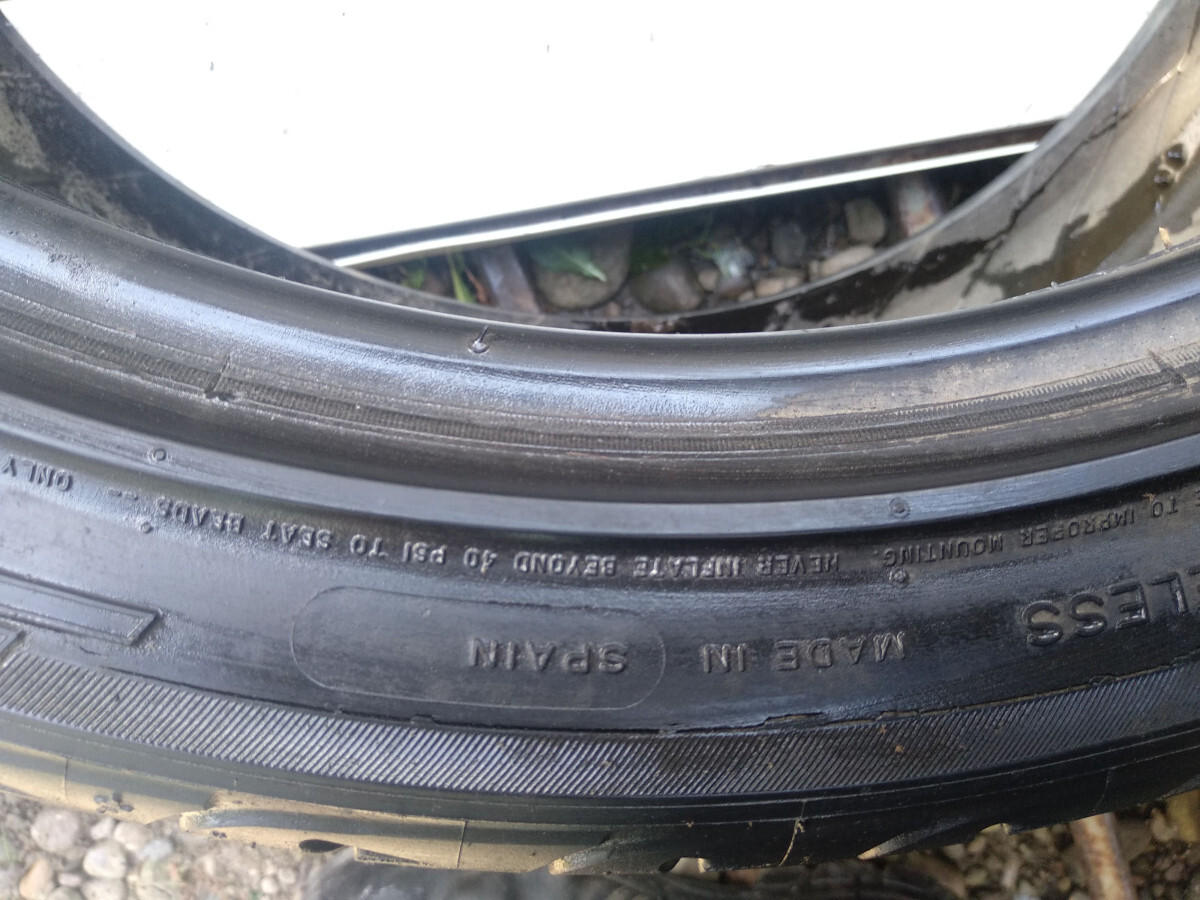 TO IMPROPER MOUNTING. NEVER INFLATE BEYOND 40 PSI TO SEAT BEADS ... ONLY
LESS
MADE IN SPAIN